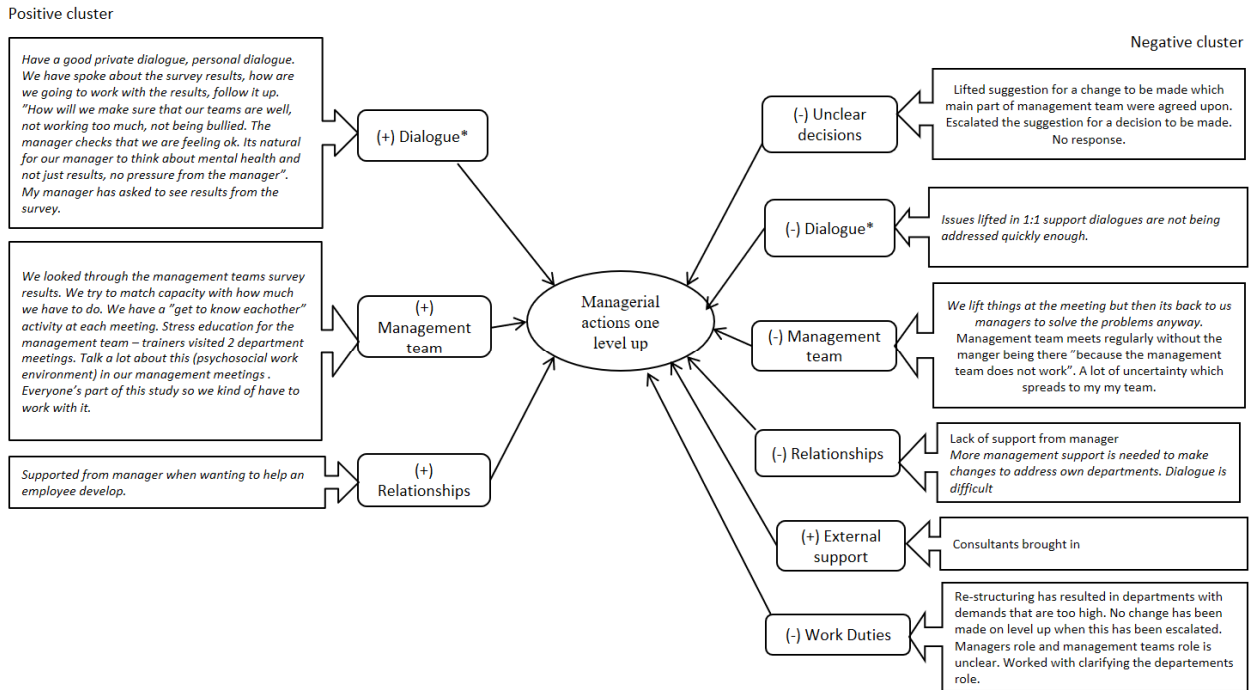 Positive cluster
Have a good private dialogue, personal dialogue.
We have spoke about the survey results, how are
we going to work with the results, follow it up.
"How will we make sure that our teams are well,
not working too much, not being bullied. The
manager checks that we are feeling ok. Its natural
for our manager to think about mental health and
not just results, no pressure from the manager".
My manager has asked to see results from the
survey.
(+) Dialogue*
We looked through the management teams survey
results. We try to match capacity with how much
we have to do. We have a "get to know eachother"
activity at each meeting. Stress education for the
management team – trainers visited 2 department
meetings. Talk a lot about this (psychosocial work
environment) in our management meetings .
Everyone's part of this study so we kind of have to
work with it.
(+)
Management
team
Supported from manager when wanting to help an
employee develop.
(+)
Relationships
Managerial
actions one
level up
Negative cluster
(-) Unclear
decisions
Lifted suggestion for a change to be made which
main part of management team were agreed upon.
Escalated the suggestion for a decision to be made.
No response.
(-) Dialogue*
Issues lifted in 1:1 support dialogues are not being
addressed quickly enough.
(-) Management
team
We lift things at the meeting but then its back to us
managers to solve the problems anyway.
Management team meets regularly without the
manger being there "because the management
team does not work". A lot of uncertainty which
spreads to my my team.
(-) Relationships
Lack of support from manager
More management support is needed to make
changes to address own departments. Dialogue is
difficult
(+) External
support
Consultants brought in
(-) Work Duties
Re-structuring has resulted in departments with
demands that are too high. No change has been
made on level up when this has been escalated.
Managers role and management teams role is
unclear. Worked with clarifying the departements
role.